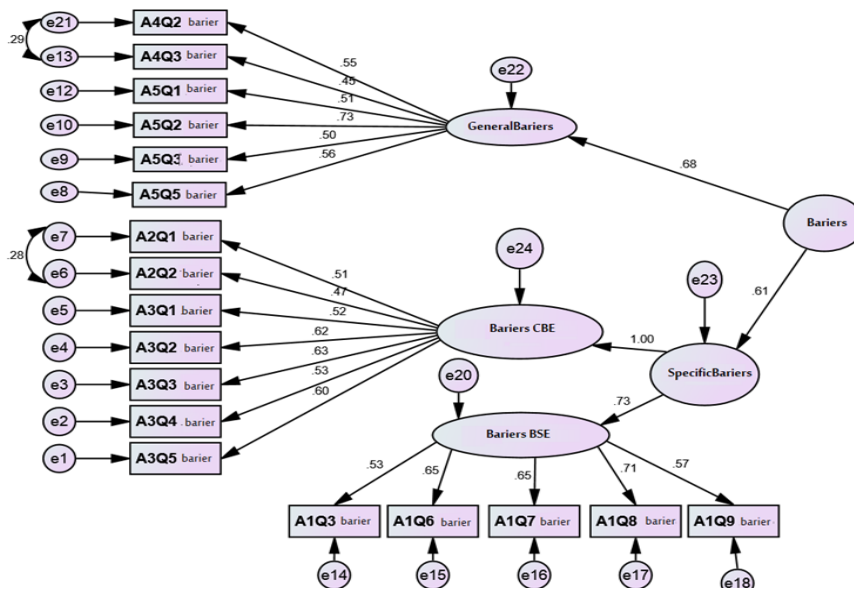 e21 A4Q2 barier
.29
e13 A4Q3 barier
e12 A5Q1 barier
e10 A5Q2 barier
e9 A5Q3 barier
e8 A5Q5 barier
.55
.45
.51
.73
.50
.56
e22
GeneralBariers
.68
Bariers
.61
e7 A2Q1 barier
.28
e6 A2Q2 barier
e5 A3Q1 barier
e4 A3Q2 barier
e3 A3Q3 barier
e2 A3Q4 barier
e1 A3Q5 barier
.51
.47
.52
.62
.63
.53
.60
e24
Bariers CBE
1.00
e23
SpecificBariers
.73
e20
Bariers BSE
.53 .65 .65 .71 .57
A1Q3 barier A1Q6 barier A1Q7 barier A1Q8 barier A1Q9 barier
e14 e15 e16 e17 e18